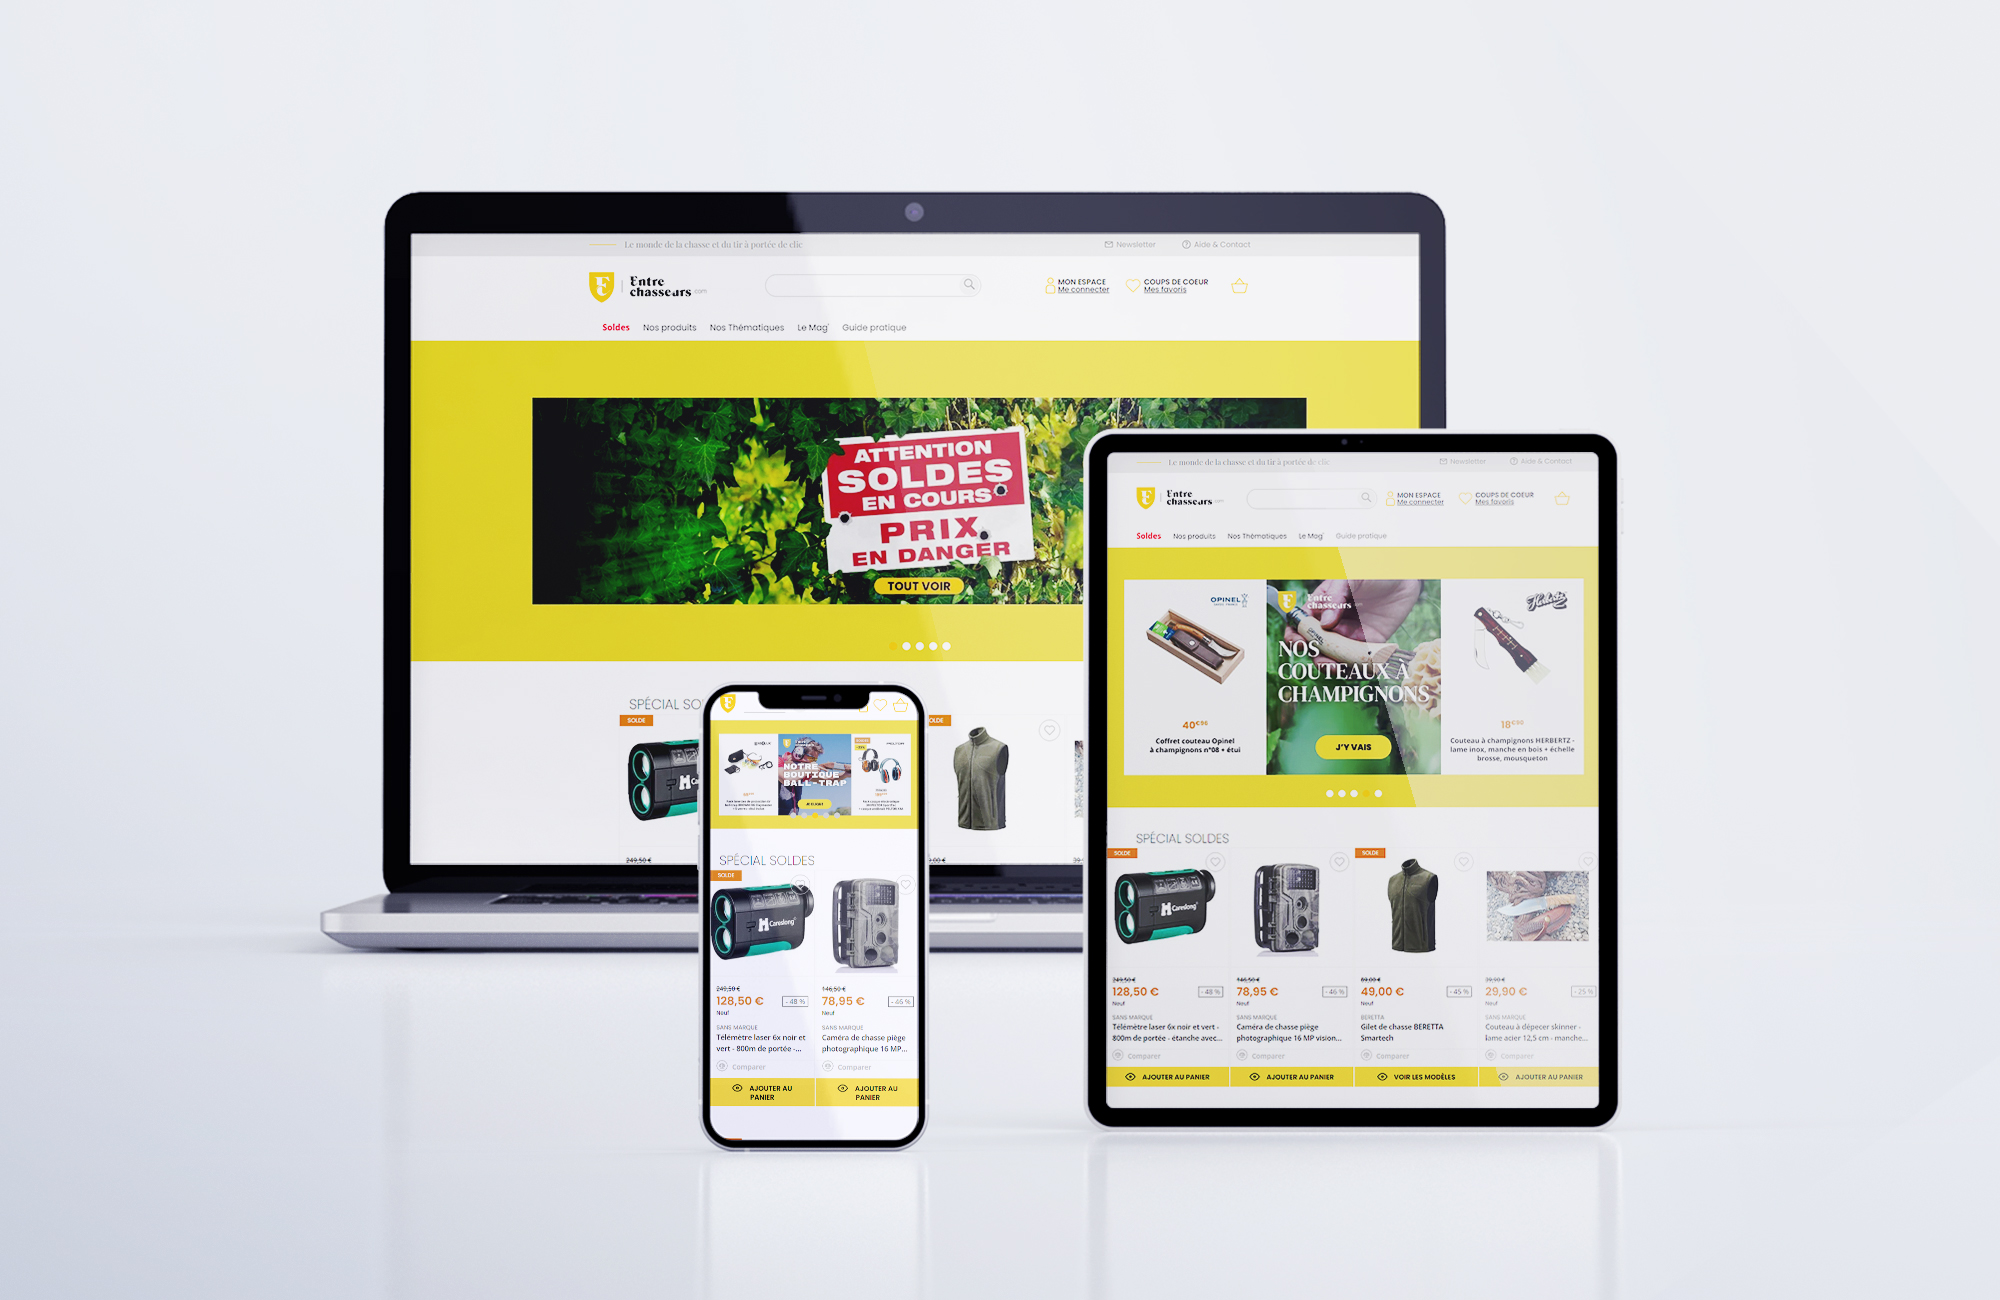 Le monde de la chasse et du tir à portée de clic
Newsletter
Aide & Contact
Entre
chasseurs.com
MON ESPACE
Me connecter
COUPS DE COEUR
Mes favoris
Soldes
Nos produits
Nos Thématiques
Le Mag'
Guide pratique
ATTENTION
SOLDES
EN COURS
PRIX
EN DANGER
TOUT VOIR
SPÉCIAL SO
SOLDE
OLDE
Careslong
249,50 €
Le monde de la chasse et du tir à portée de clic
Newsletter
Aide & Contact
Entre
chasseurs.com
MON ESPACE
Me connecter
COUPS DE COEUR
Mes favoris
Soldes
Nos produits
Nos Thématiques
Le Mag'
Guide pratique
OPINEL
40€96
Coffret couteau Opinel
à champignons n°08 + étui
Entre
chasseurs
NOS
COUTEAUX À
CHAMPIGNONS
J'Y VAIS
Herbertz
18€96
Couteau à champignons HERBERTZ -
lame inox, manche en bois + échelle
brosse, mousqueton
SPÉCIAL SOLDES
SOLDE
SOLDE
Careslong
249,50 €
128,50 €
- 48 %
Neuf
SANS MARQUE
Télémètre laser 6x noir et vert -
800m de portée - étanche avec...
Comparer
AJOUTER AU PANIER
146,50 €
78,95 €
- 46 %
Neuf
SANS MARQUE
Caméra de chasse piège
photographique 16 MP vision...
Comparer
AJOUTER AU PANIER
89,00 €
49,00 €
- 45 %
Neuf
BERETTA
Gilet de chasse BERETTA
Smartech
Comparer
VOIR LES MODÈLES
39,90 €
29,90 €
- 25 %
Neuf
SANS MARQUE
Couteau à dépecer skinner -
lame acier 12,5 cm - manche...
Comparer
AJOUTER AU PANIER
NOTRE
BOUTIQUE
BALL-TRAP
SPÉCIAL SOLDES
SOLDE
Careslong
249,50 €
128,50 €
- 48 %
Neuf
SANS MARQUE
Télémètre laser 6x noir et
vert - 800m de portée -...
Comparer
AJOUTER AU
PANIER
146,50 €
78,95 €
- 46 %
Neuf
SANS MARQUE
Caméra de chasse piège
photographique 16 MP...
Comparer
AJOUTER AU
PANIER